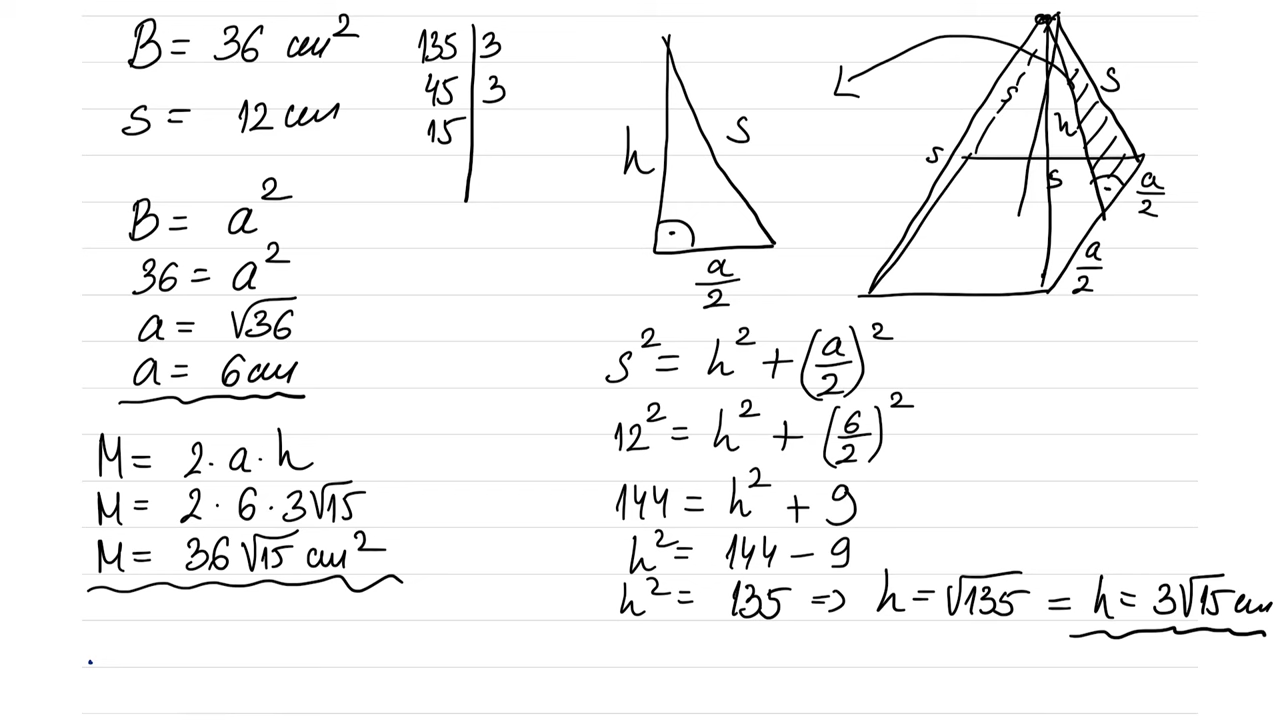 B = 36 cm²
s = 12 cm
B = a²
36 = a²
a = √36
a = 6 cm
M = 2 · a · h
M = 2 · 6 · 3√15
M = 36√15 cm²
135 | 3
45 | 3
15 |
h
s
a/2
s
s
h
s
s
a/2
a/2
s² = h² + (a/2)²
12² = h² + (6/2)²
144 = h² + 9
h² = 144 - 9
h² = 135 => h = √135 = h = 3√15 cm